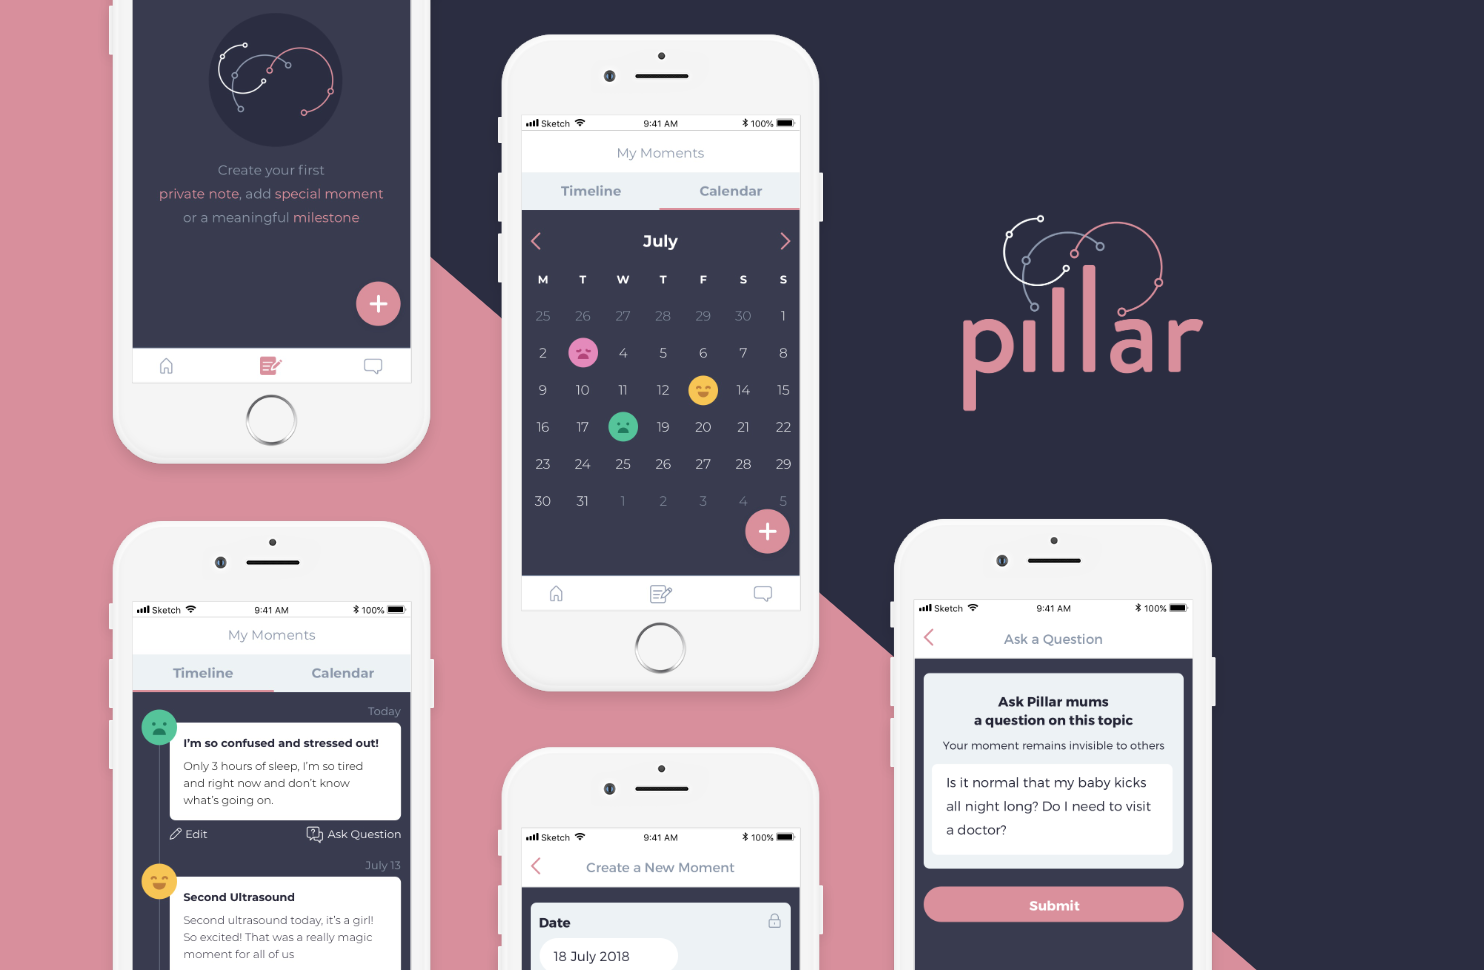 Create your first
private note, add special moment
or a meaningful milestone
Sketch 9:41 AM 100%
My Moments
Timeline Calendar
July
M T W T F S S
25 26 27 28 29 30 1
2 4 5 6 7 8
9 10 11 12 14 15
16 17 19 20 21 22
23 24 25 26 27 28 29
30 31 1 2 3 4 5
pillar
Sketch 9:41 AM 100%
My Moments
Timeline Calendar
Today
I'm so confused and stressed out!
Only 3 hours of sleep, I'm so tired
and right now and don't know
what's going on.
Edit Ask Question
July 13
Second Ultrasound
Second ultrasound today, it's a girl!
So excited! That was a really magic
moment for all of us
Sketch 9:41 AM 100%
Create a New Moment
Date
18 July 2018
Sketch 9:41 AM 100%
Ask a Question
Ask Pillar mums
a question on this topic
Your moment remains invisible to others
Is it normal that my baby kicks
all night long? Do I need to visit
a doctor?
Submit